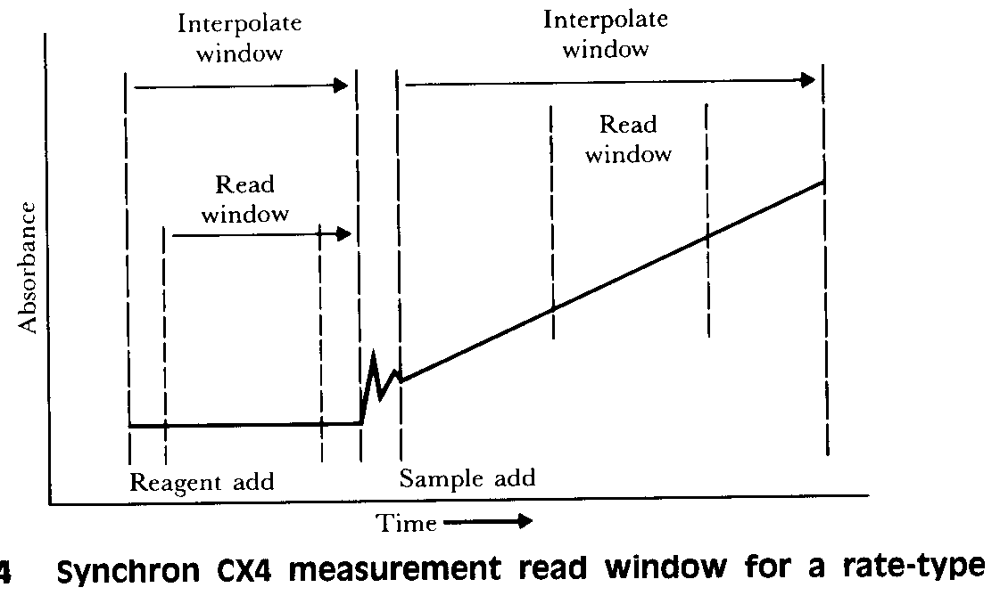 Interpolate
window
Interpolate
window
Read
window
Read
window
Absorbance
Reagent add
Sample add
Time
4 Synchron CX4 measurement read window for a rate-type